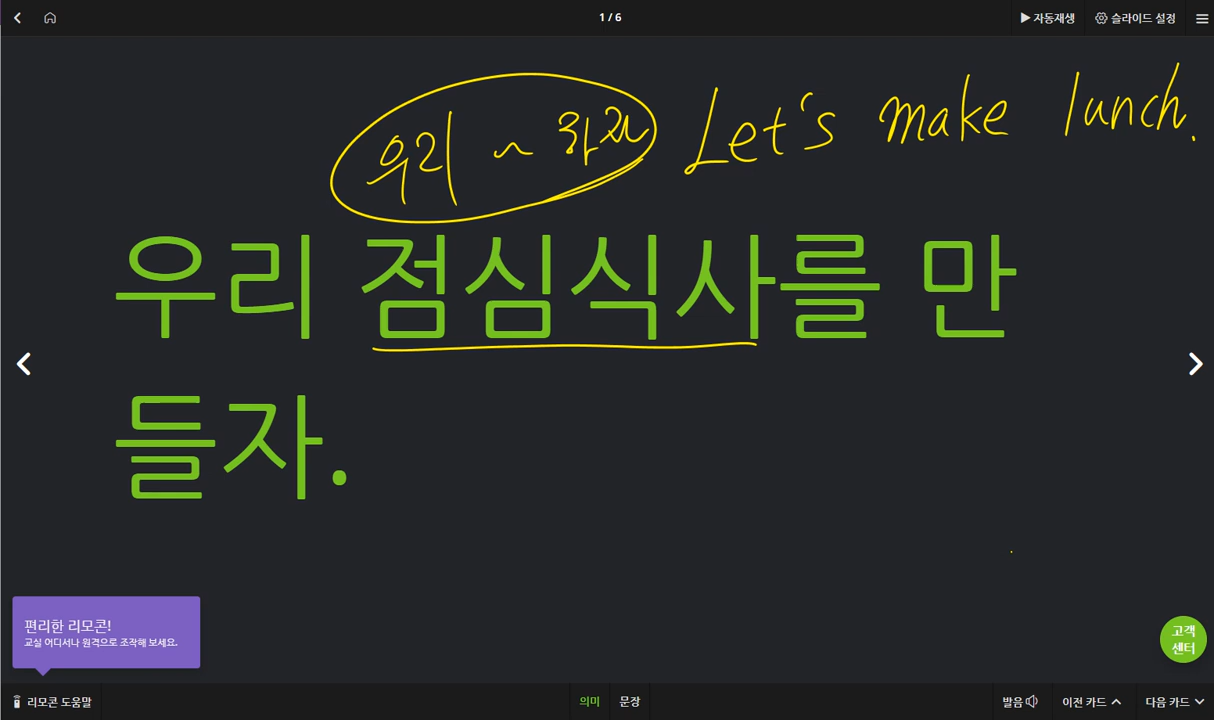 1 / 6
자동재생
슬라이드 설정
우리 ~ 하자
Let's make lunch.
우리 점심식사를 만
들자.
편리한 리모콘!
교실 어디서나 원격으로 조작해 보세요.
고객
센터
리모콘 도움말
의미
문장
발음
이전 카드
다음 카드